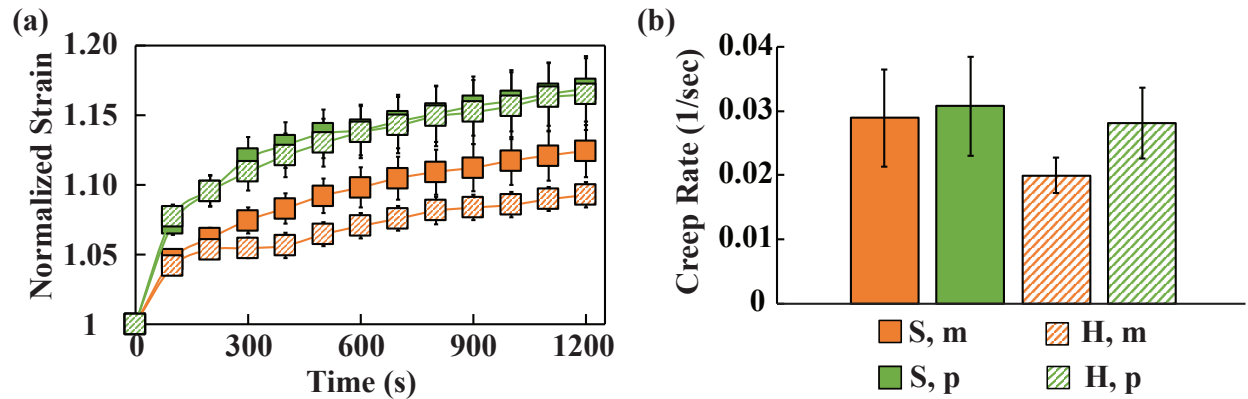 (a)
Normalized Strain
1.20
1.15
1.10
1.05
1
0 300 600 900 1200
Time (s)
(b)
Creep Rate (1/sec)
0.04
0.03
0.02
0.01
0
S, m
H, m
S, p
H, p